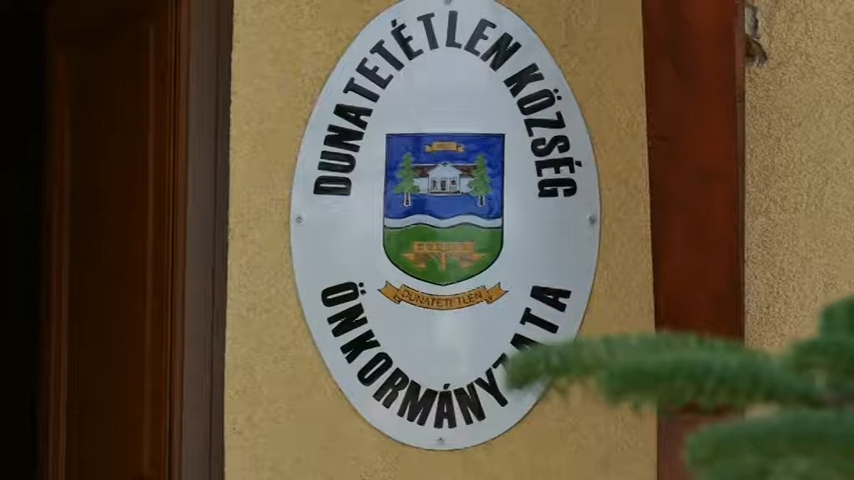 DUNATETÉTLEN KÖZSÉG
DUNATETÉTLEN
ÖNKORMÁNYZATA